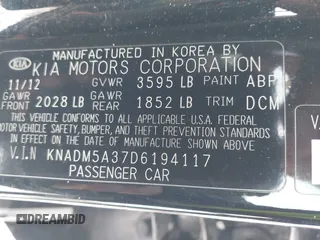 MANUFACTURED IN KOREA BY
KIA KIA MOTORS CORPORATION
11/12 GVWR 3595 LB PAINT ABP
GAWR FRONT 2028 LB GAWR REAR 1852 LB TRIM DCM
THIS VEHICLE CONFORMS TO ALL APPLICABLE U.S.A FEDERAL
MOTOR VEHICLE SAFETY, BUMPER, AND THEFT PREVENTION STANDARDS
IN EFFECT ON THE DATE OF MANUFACTURE SHOWN ABOVE.
V.I.N KNADM5A37D6194117
PASSENGER CAR
DREAMBID